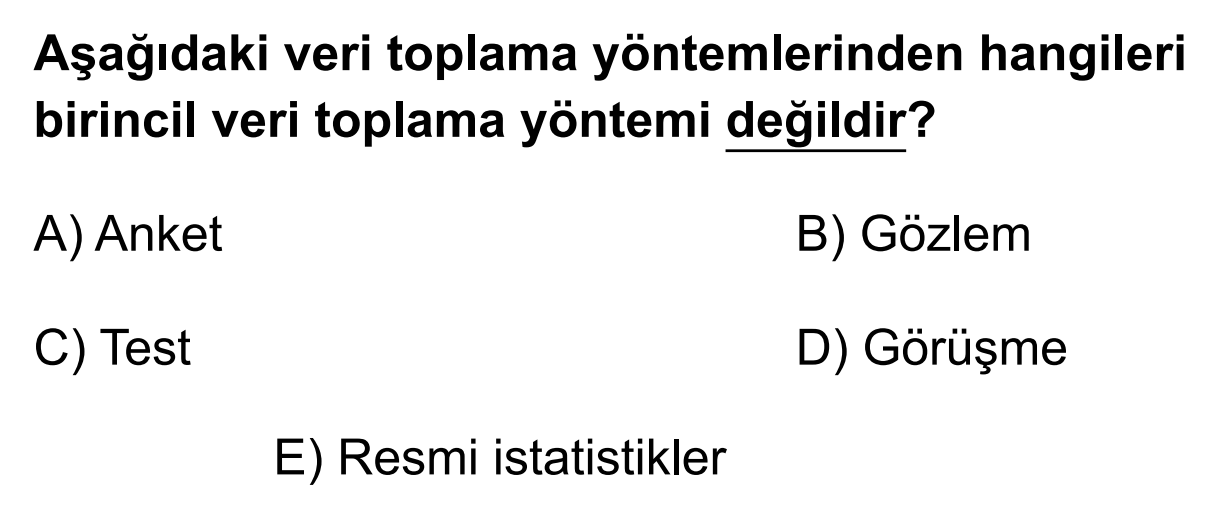 Aşağıdaki veri toplama yöntemlerinden hangileri
birincil veri toplama yöntemi değildir?
A) Anket B) Gözlem
C) Test D) Görüşme
E) Resmi istatistikler